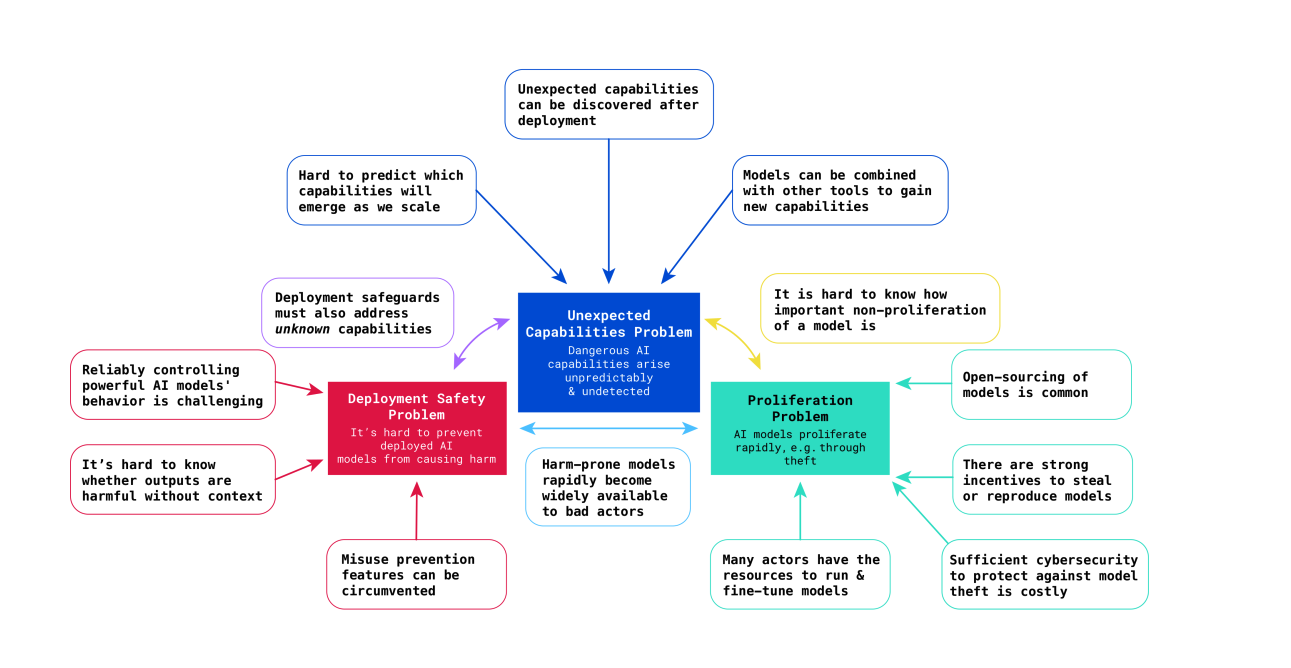 Unexpected capabilities
can be discovered after
deployment
Hard to predict which
capabilities will
emerge as we scale
Models can be combined
with other tools to gain
new capabilities
Deployment safeguards
must also address
unknown capabilities
It is hard to know how
important non-proliferation
of a model is
Unexpected
Capabilities Problem
Dangerous AI
capabilities arise
unpredictably
& undetected
Reliably controlling
powerful AI models'
behavior is challenging
Deployment Safety
Problem
It's hard to prevent
deployed AI
models from causing harm
Proliferation
Problem
AI models proliferate
rapidly, e.g. through
theft
Open-sourcing of
models is common
It's hard to know
whether outputs are
harmful without context
Harm-prone models
rapidly become
widely available
to bad actors
There are strong
incentives to steal
or reproduce models
Misuse prevention
features can be
circumvented
Many actors have the
resources to run &
fine-tune models
Sufficient cybersecurity
to protect against model
theft is costly